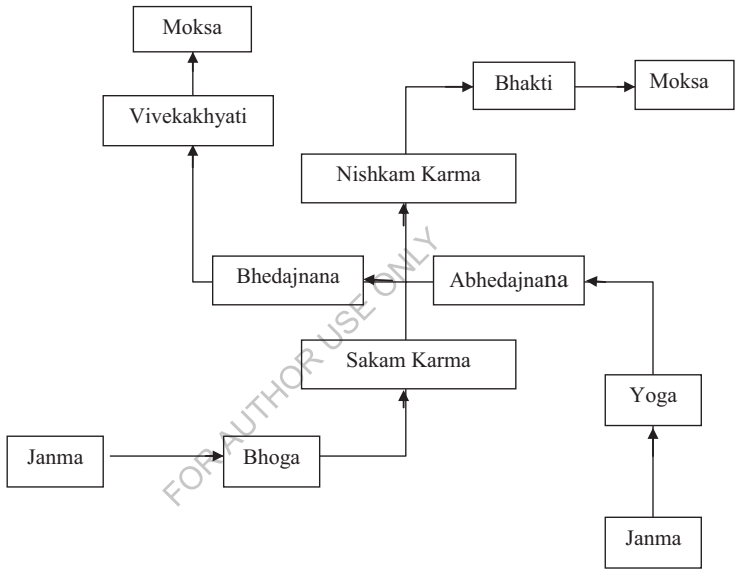 Moksa
Bhakti
Moksa
Vivekakhyati
Nishkam Karma
Bhedajnana
Abhedajnana
Sakam Karma
Yoga
Janma
Bhoga
Janma
FOR AUTHOR USE ONLY